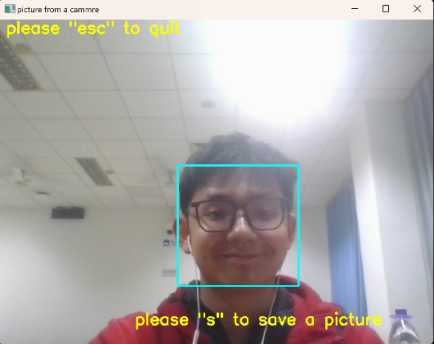 picture from a cammre
please "esc" to quit
please "s" to save a picture